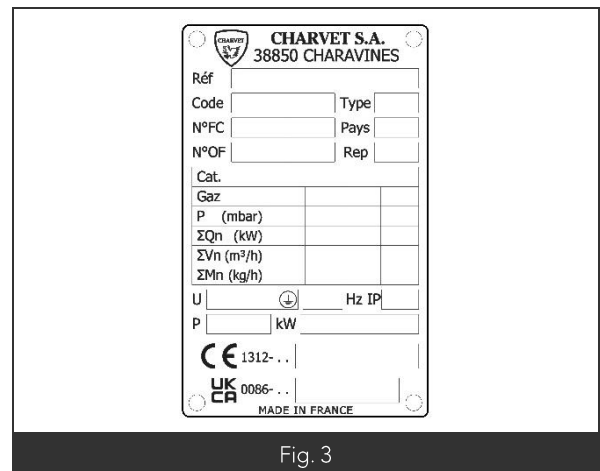 CHARVET
CHARVET S.A.
38850 CHARAVINES
Réf
Code Type
N°FC Pays
N°OF Rep
Cat.
Gaz
P (mbar)
ΣQn (kW)
ΣVn (m³/h)
ΣMn (kg/h)
U Hz IP
P kW
CE 1312- . .
UK
CA 0086- . .
MADE IN FRANCE
Fig. 3